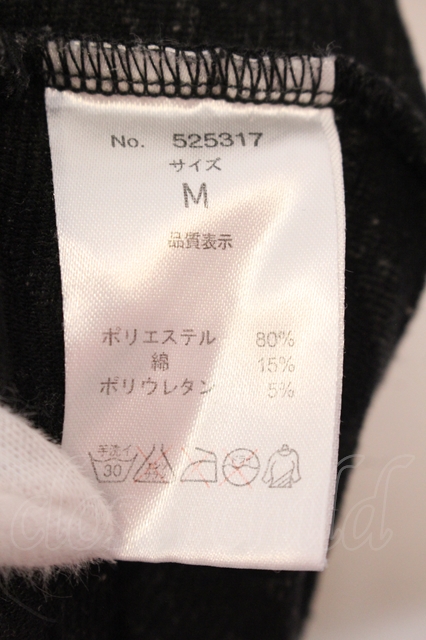 No. 525317
サイズ
M
品質表示
ポリエステル 80%
綿 15%
ポリウレタン 5%
手洗イ
30